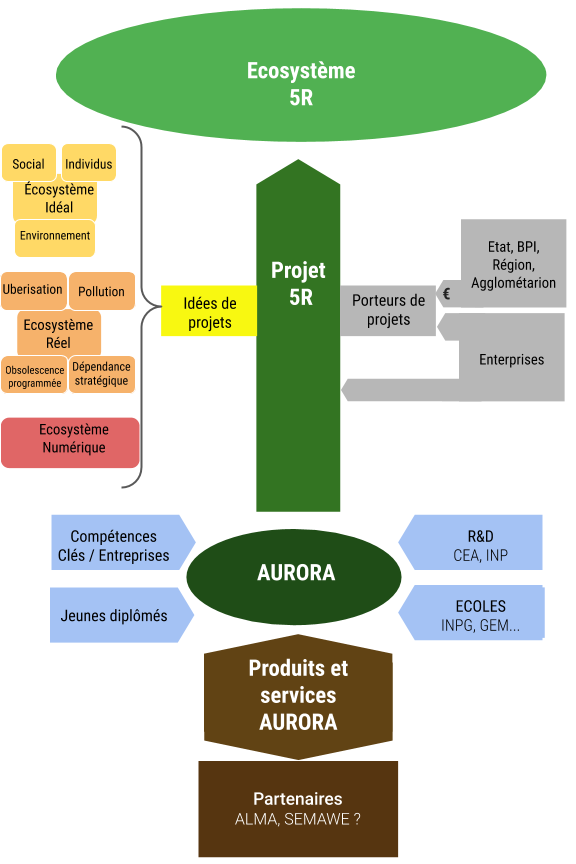 Ecosystème
5R
Social
Individus
Écosystème
Idéal
Environnement
Uberisation
Pollution
Ecosystème
Réel
Obsolescence
programmée
Dépendance
stratégique
Ecosystème
Numérique
Idées de
projets
Projet
5R
Porteurs de
projets
€
Etat, BPI,
Région,
Agglométarion
Enterprises
Compétences
Clés / Entreprises
Jeunes diplômés
AURORA
R&D
CEA, INP
ECOLES
INPG, GEM...
Produits et
services
AURORA
Partenaires
ALMA, SEMAWE ?